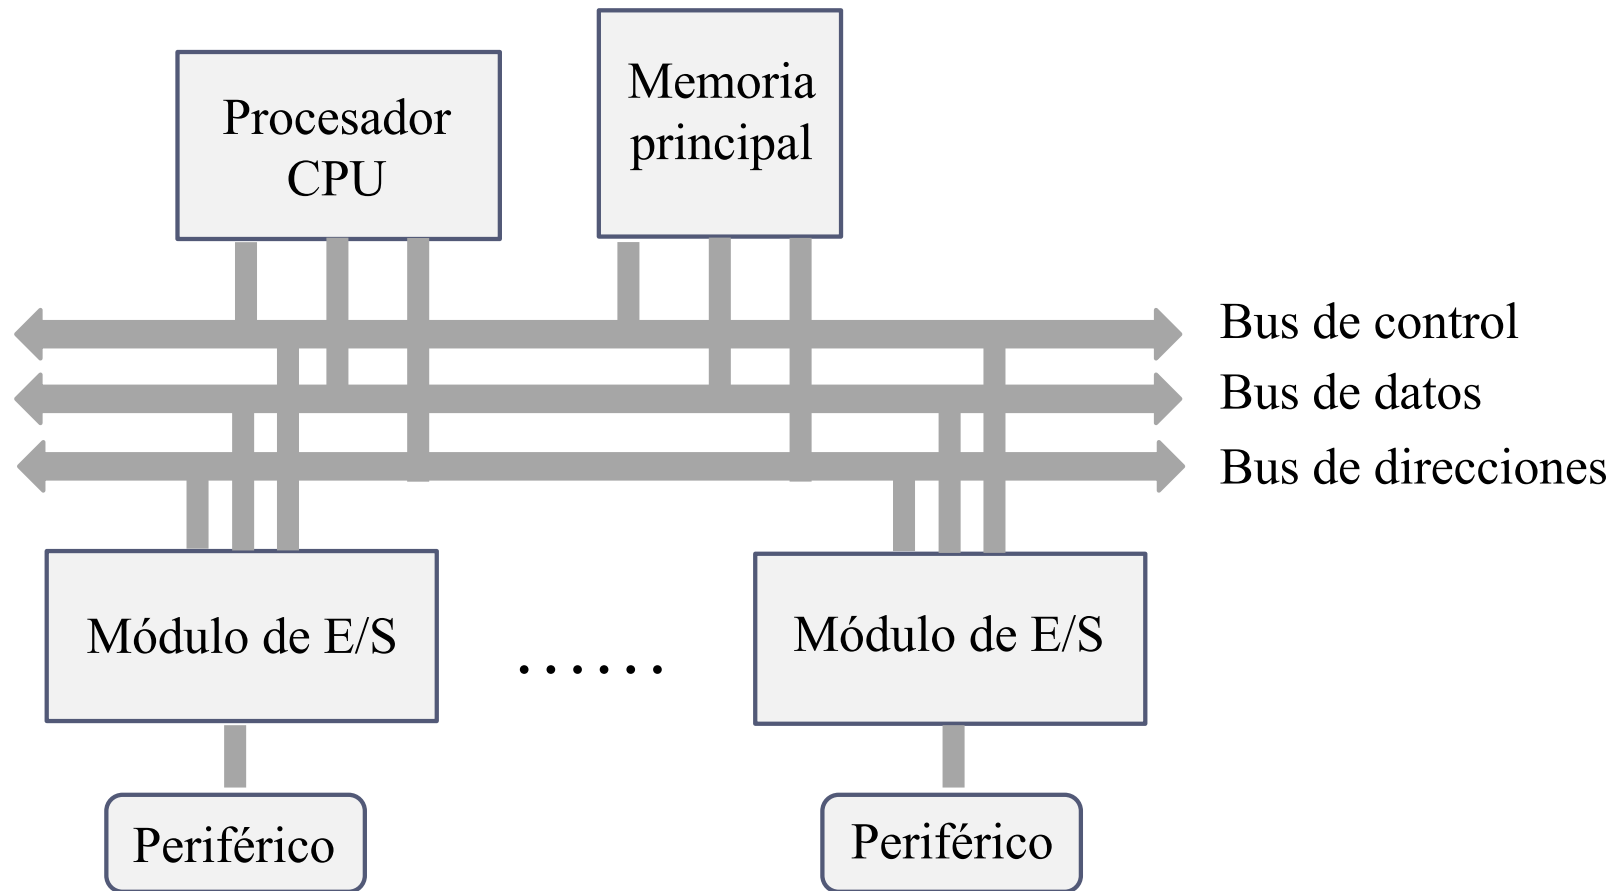 Procesador
CPU
Memoria
principal
Bus de control
Bus de datos
Bus de direcciones
Módulo de E/S
......
Módulo de E/S
Periférico
Periférico